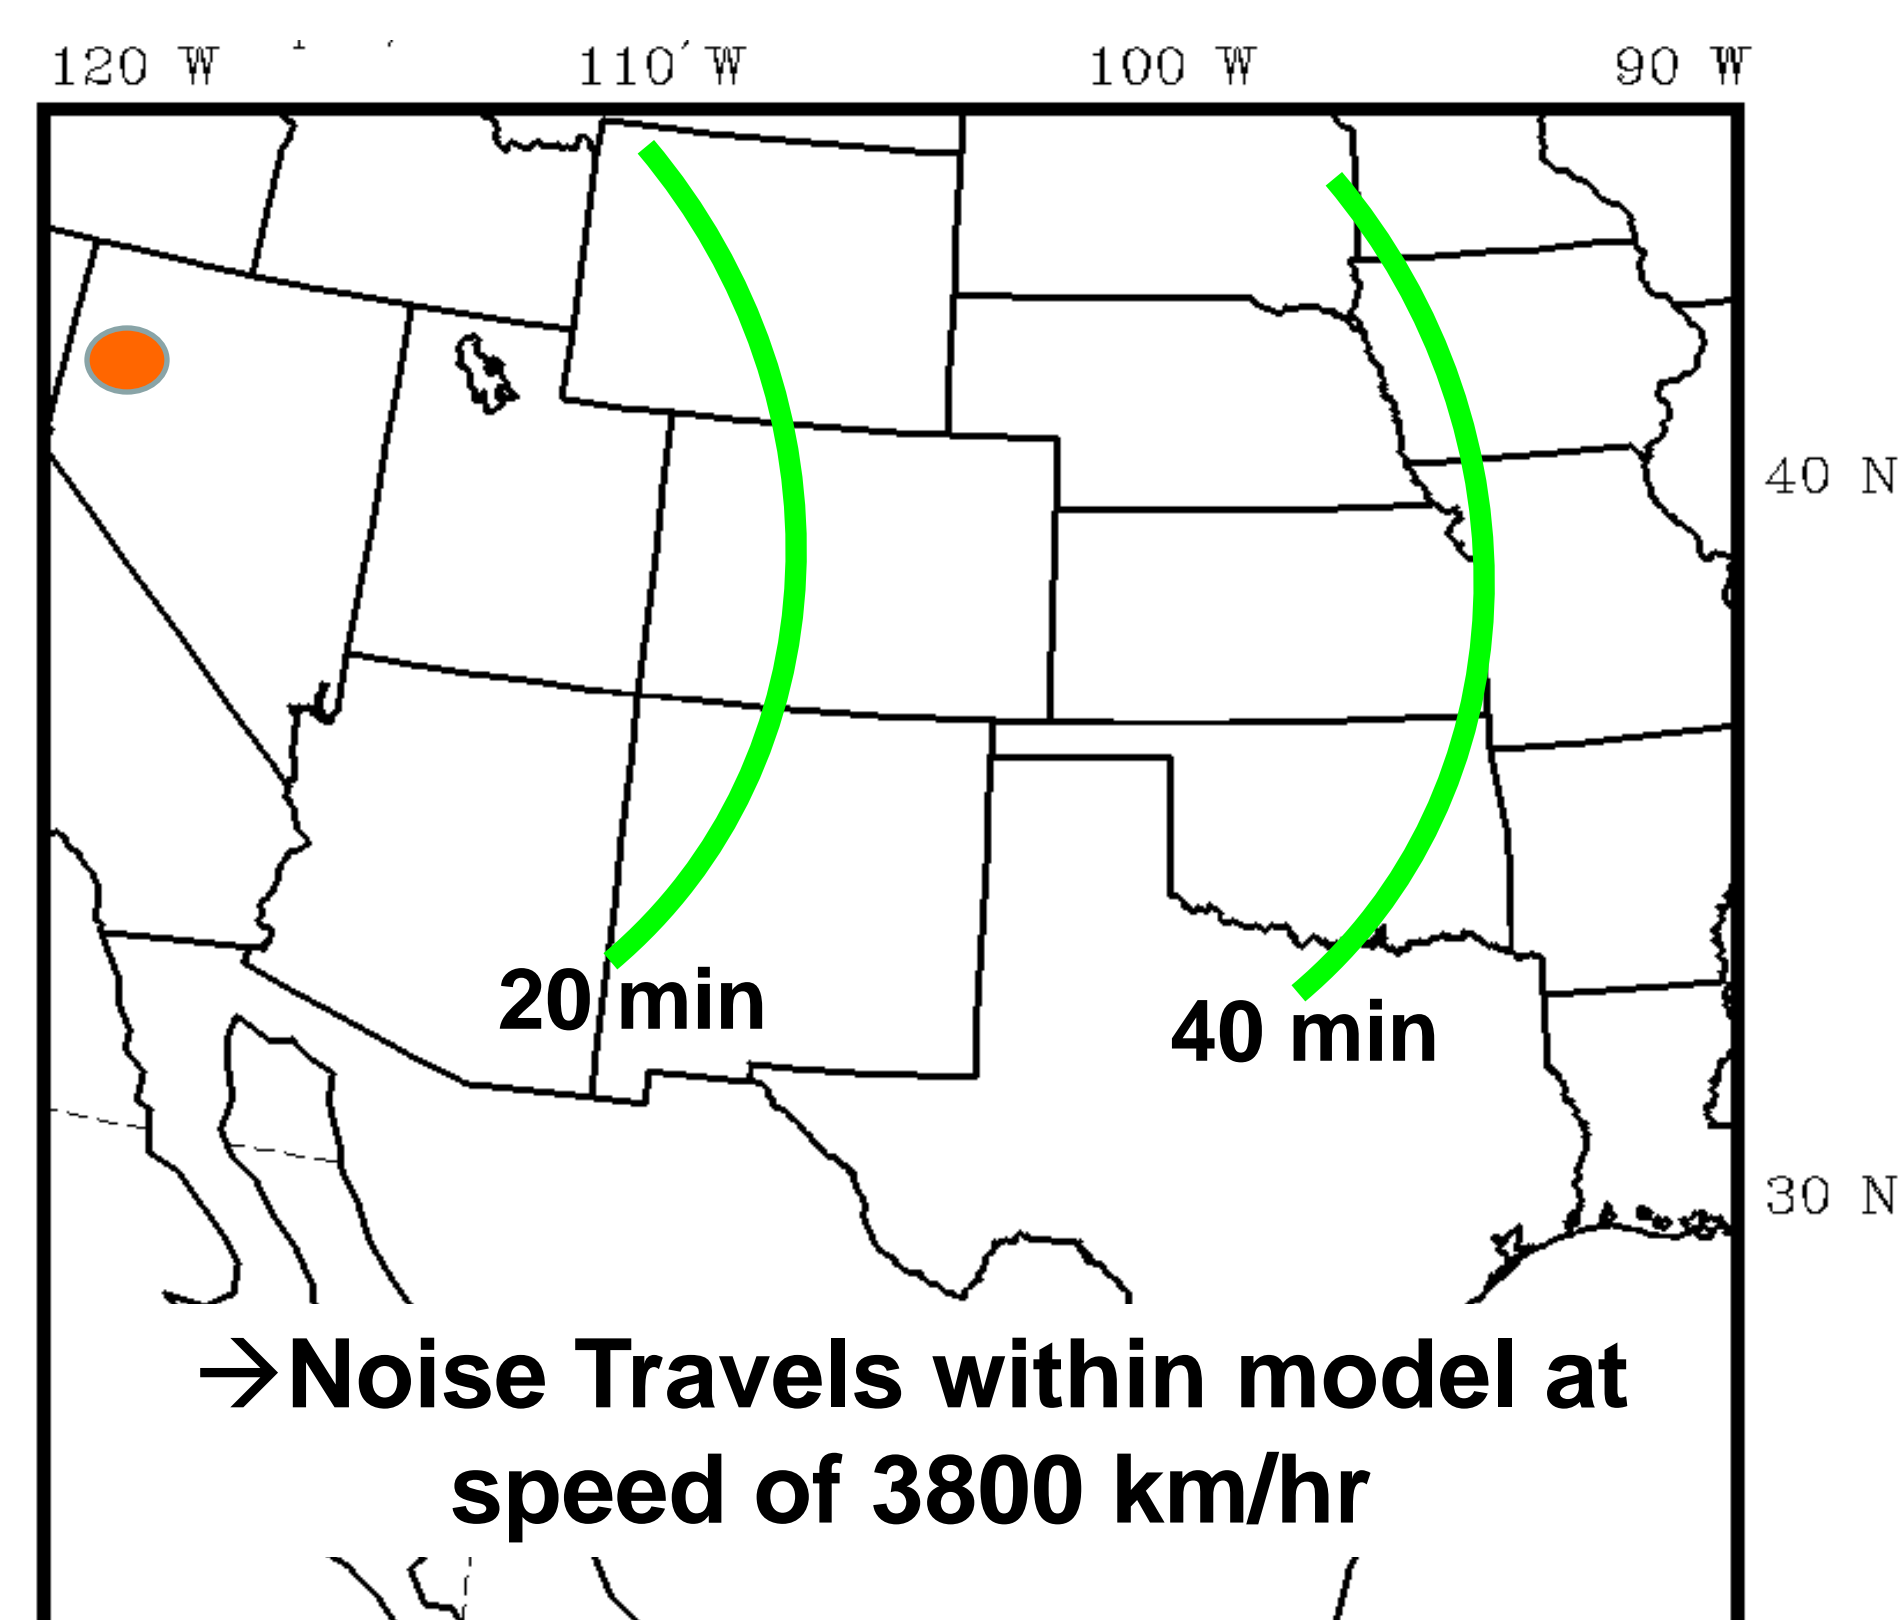 120 W 110 W 100 W 90 W
40 N
20 min
40 min
30 N
→Noise Travels within model at
speed of 3800 km/hr